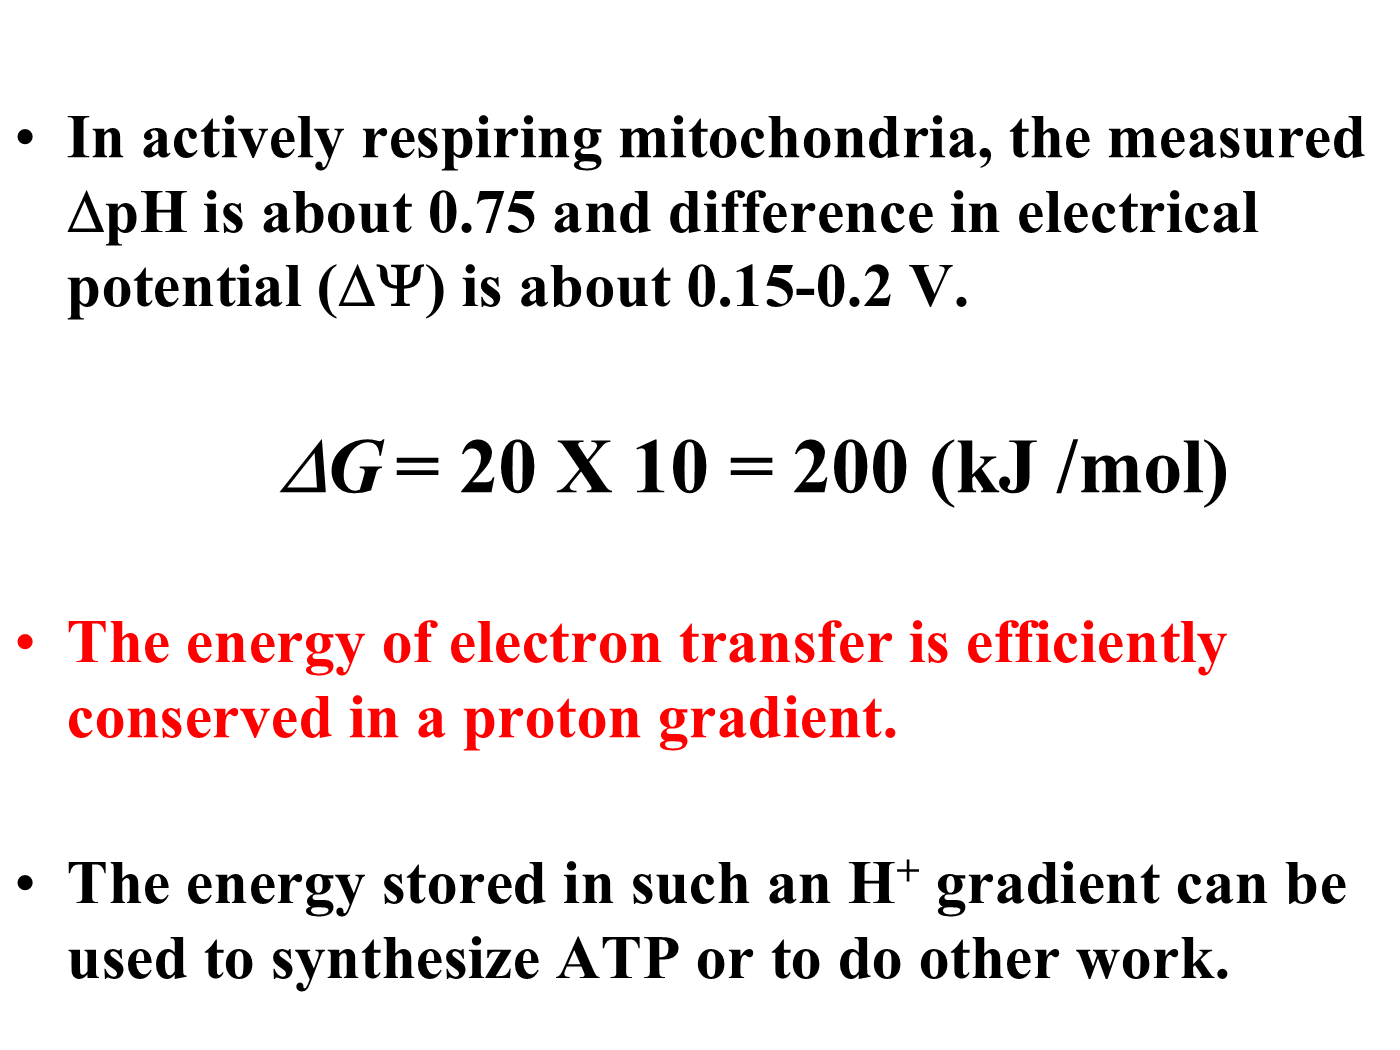 • In actively respiring mitochondria, the measured
ΔpH is about 0.75 and difference in electrical
potential (ΔΨ) is about 0.15-0.2 V.
ΔG = 20 X 10 = 200 (kJ /mol)
• The energy of electron transfer is efficiently
conserved in a proton gradient.
• The energy stored in such an H⁺ gradient can be
used to synthesize ATP or to do other work.